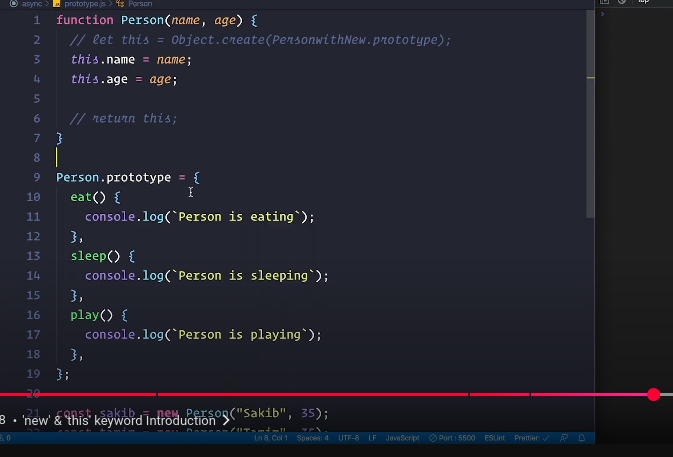 async > prototype.js > Person
1 function Person(name, age) {
2 // let this = Object.create(PersonwithNew.prototype);
3 this.name = name;
4 this.age = age;
5
6 // return this;
7 }
8
9 Person.prototype = {
10 eat() {
11 console.log(`Person is eating`);
12 },
13 sleep() {
14 console.log(`Person is sleeping`);
15 },
16 play() {
17 console.log(`Person is playing`);
18 },
19 };
20
21 const sakib = new Person("Sakib", 35);
8 • 'new' & 'this' keyword Introduction >
0 Ln 8, Col 1 Spaces: 4 UTF-8 LF JavaScript Port : 5500 ESLint Prettier